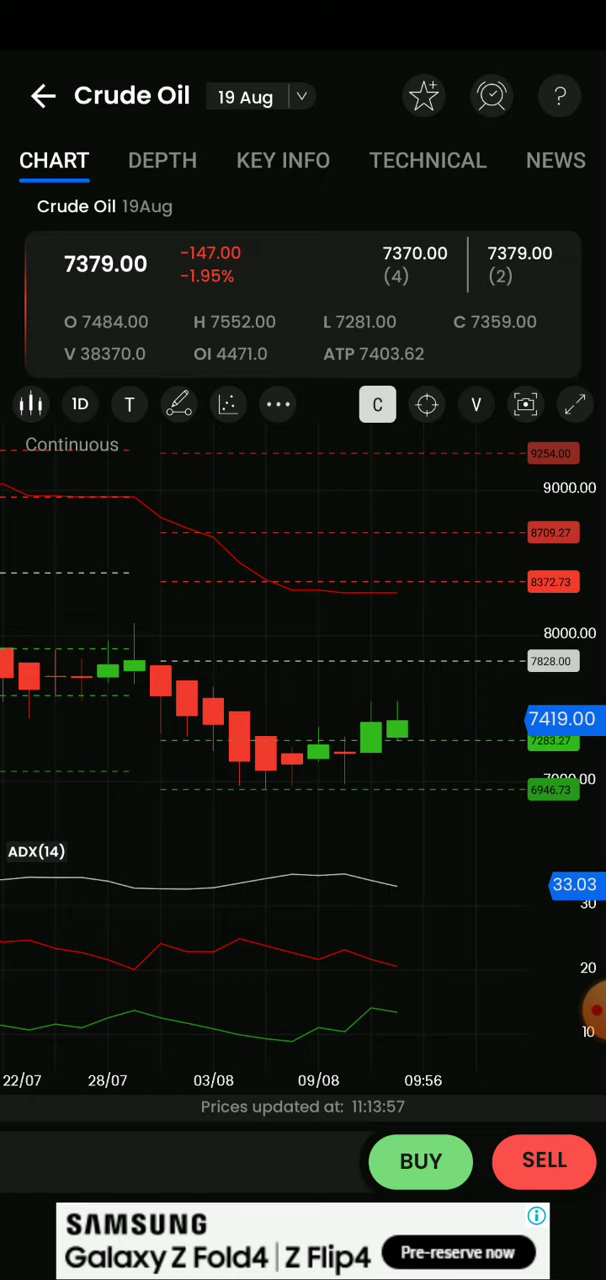 Crude Oil 19 Aug ?
CHART DEPTH KEY INFO TECHNICAL NEWS
Crude Oil 19Aug
7379.00 -147.00 7370.00 7379.00
-1.95% (4) (2)
O 7484.00 H 7552.00 L 7281.00 C 7359.00
V 38370.0 OI 4471.0 ATP 7403.62
1D T C V
Continuous
9254.00
9000.00
8709.27
8372.73
8000.00
7828.00
7419.00
7283.27
7000.00
6946.73
ADX(14)
33.03
30
20
10
22/07 28/07 03/08 09/08 09:56
Prices updated at: 11:13:57
BUY SELL
SAMSUNG
Galaxy Z Fold4 | Z Flip4 Pre-reserve now